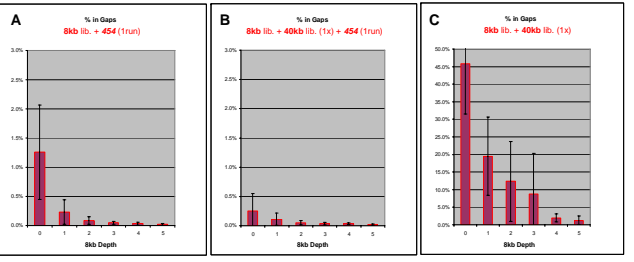 A
% in Gaps
8kb lib. + 454 (1run)
3.0%
2.5%
2.0%
1.5%
1.0%
0.5%
0.0%
0 1 2 3 4 5
8kb Depth
B
% in Gaps
8kb lib. + 40kb lib. (1x) + 454 (1run)
3.0%
2.5%
2.0%
1.5%
1.0%
0.5%
0.0%
0 1 2 3 4 5
8kb Depth
C
% in Gaps
8kb lib. + 40kb lib. (1x)
50.0%
45.0%
40.0%
35.0%
30.0%
25.0%
20.0%
15.0%
10.0%
5.0%
0.0%
0 1 2 3 4 5
8kb Depth